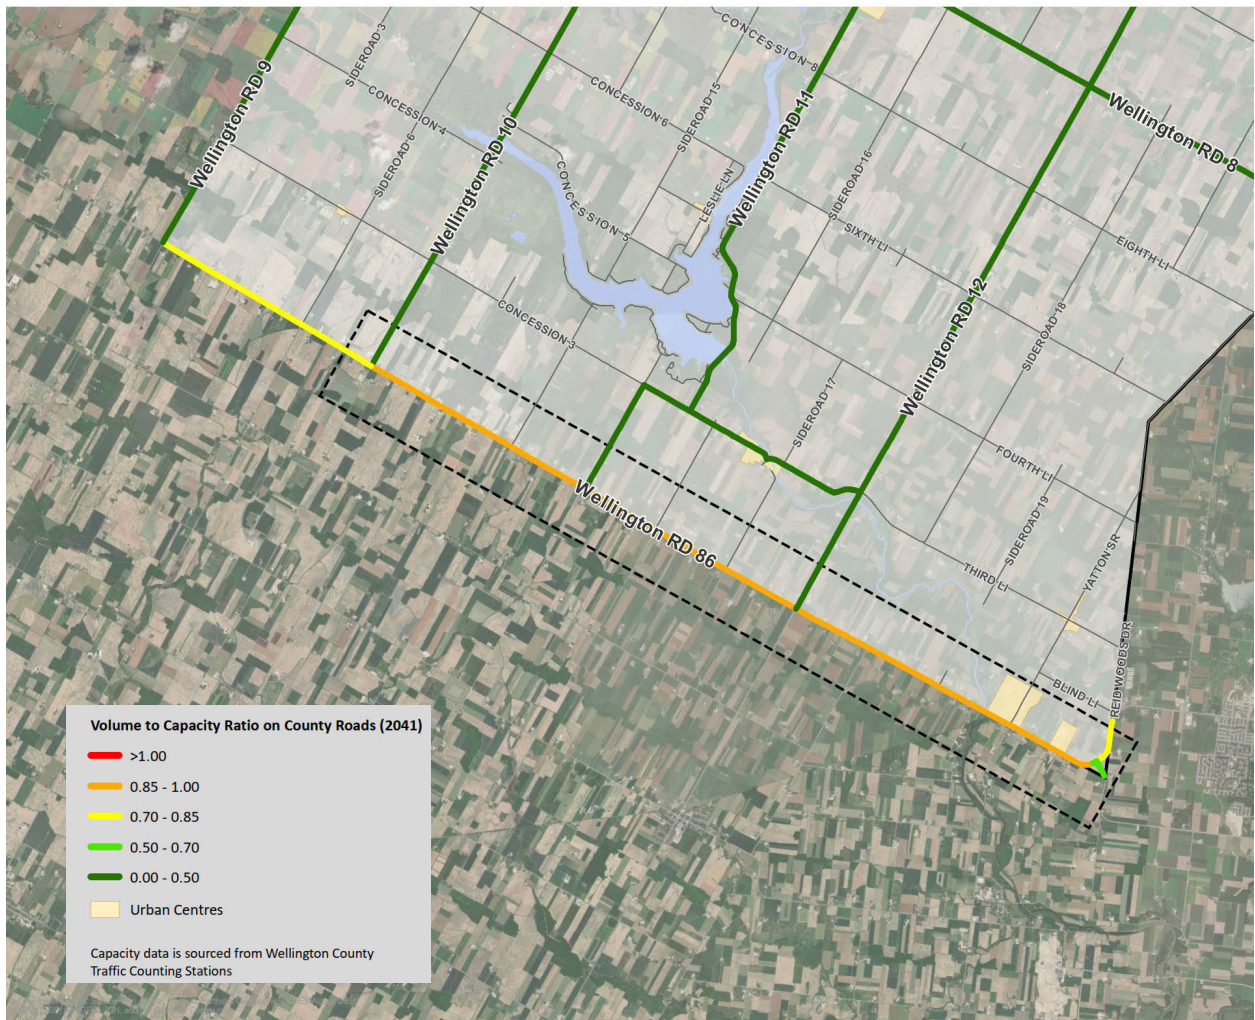 CONCESSION 8
SIDEROAD 3
Wellington RD 9
CONCESSION 4
CONCESSION 6
SIDEROAD 15
Wellington RD 11
Wellington RD 8
SIDEROAD 6
Wellington RD 10
CONCESSION 5
LESLIE LN
SIDEROAD 16
SIXTH LI
EIGHTH LI
CONCESSION 3
Wellington RD 12
SIDEROAD 18
SIDEROAD 17
FOURTH LI
Wellington RD 86
SIDEROAD 19
YATTON SR
THIRD LI
REID WOODS DR
BLIND LI
Volume to Capacity Ratio on County Roads (2041)
>1.00
0.85 - 1.00
0.70 - 0.85
0.50 - 0.70
0.00 - 0.50
Urban Centres
Capacity data is sourced from Wellington County
Traffic Counting Stations